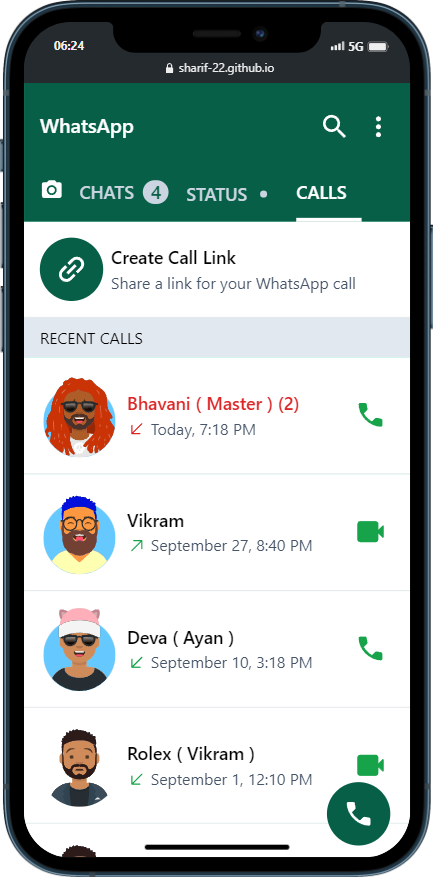 06:24
5G
sharif-22.github.io
WhatsApp
CHATS 4 STATUS CALLS
Create Call Link
Share a link for your WhatsApp call
RECENT CALLS
Bhavani ( Master ) (2)
Today, 7:18 PM
Vikram
September 27, 8:40 PM
Deva ( Ayan )
September 10, 3:18 PM
Rolex ( Vikram )
September 1, 12:10 PM